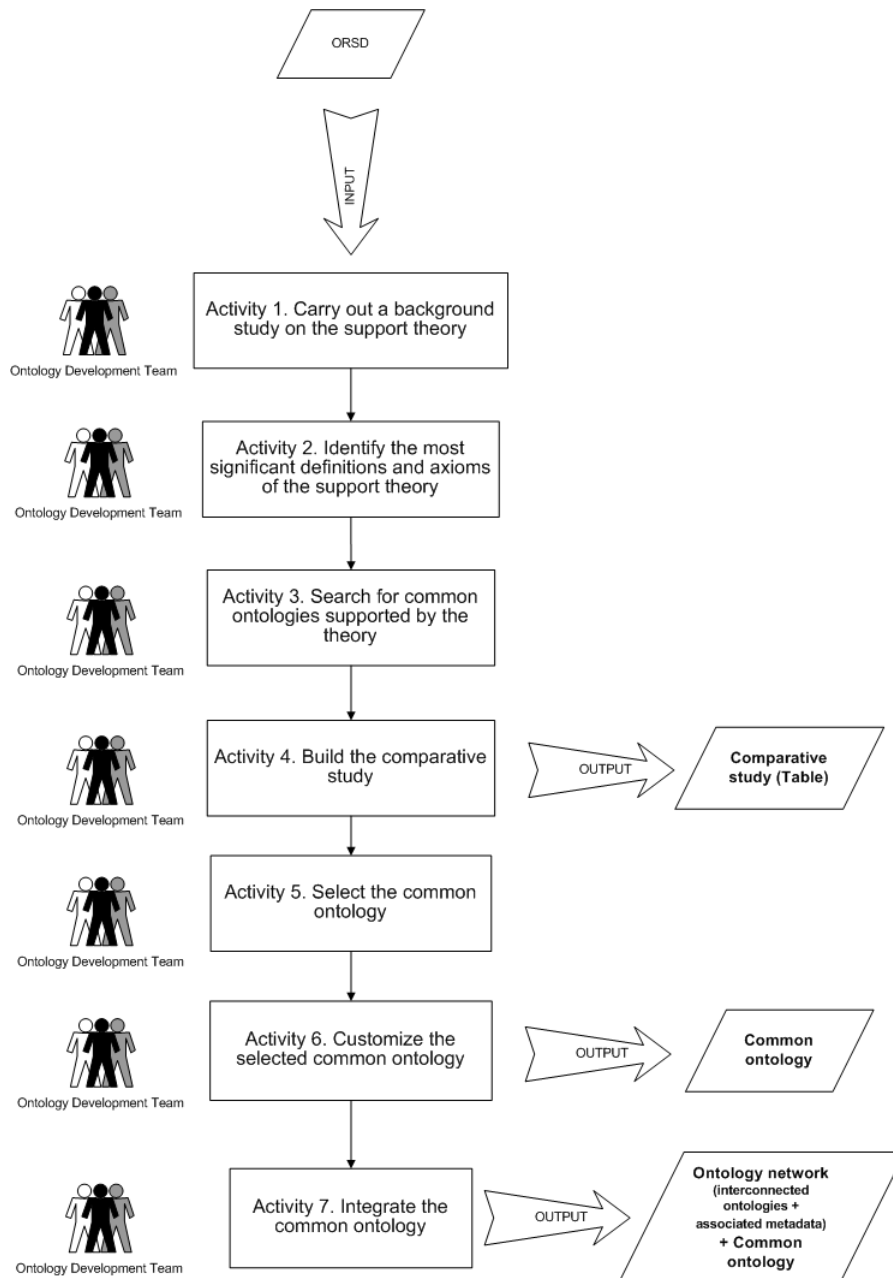 ORSD
INPUT
Activity 1. Carry out a background
study on the support theory
Ontology Development Team
Activity 2. Identify the most
significant definitions and axioms
of the support theory
Ontology Development Team
Activity 3. Search for common
ontologies supported by the
theory
Ontology Development Team
Activity 4. Build the comparative
study
OUTPUT
Comparative
study (Table)
Ontology Development Team
Activity 5. Select the common
ontology
Ontology Development Team
Activity 6. Customize the
selected common ontology
OUTPUT
Common
ontology
Ontology Development Team
Activity 7. Integrate the
common ontology
OUTPUT
Ontology network
(interconnected
ontologies +
associated metadata)
+ Common
ontology
Ontology Development Team